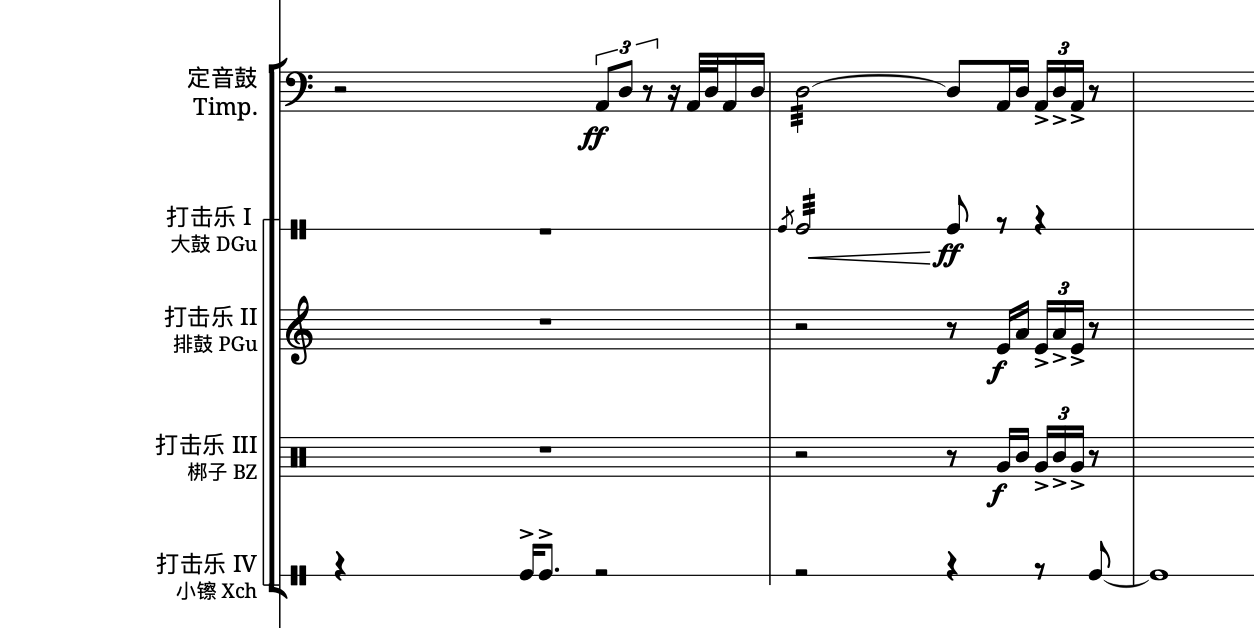 3
定音鼓
Timp.
3
ff
打击乐 I
大鼓 DGu
ff
打击乐 II
排鼓 PGu
3
f
打击乐 III
梆子 BZ
3
f
打击乐 IV
小镲 Xch